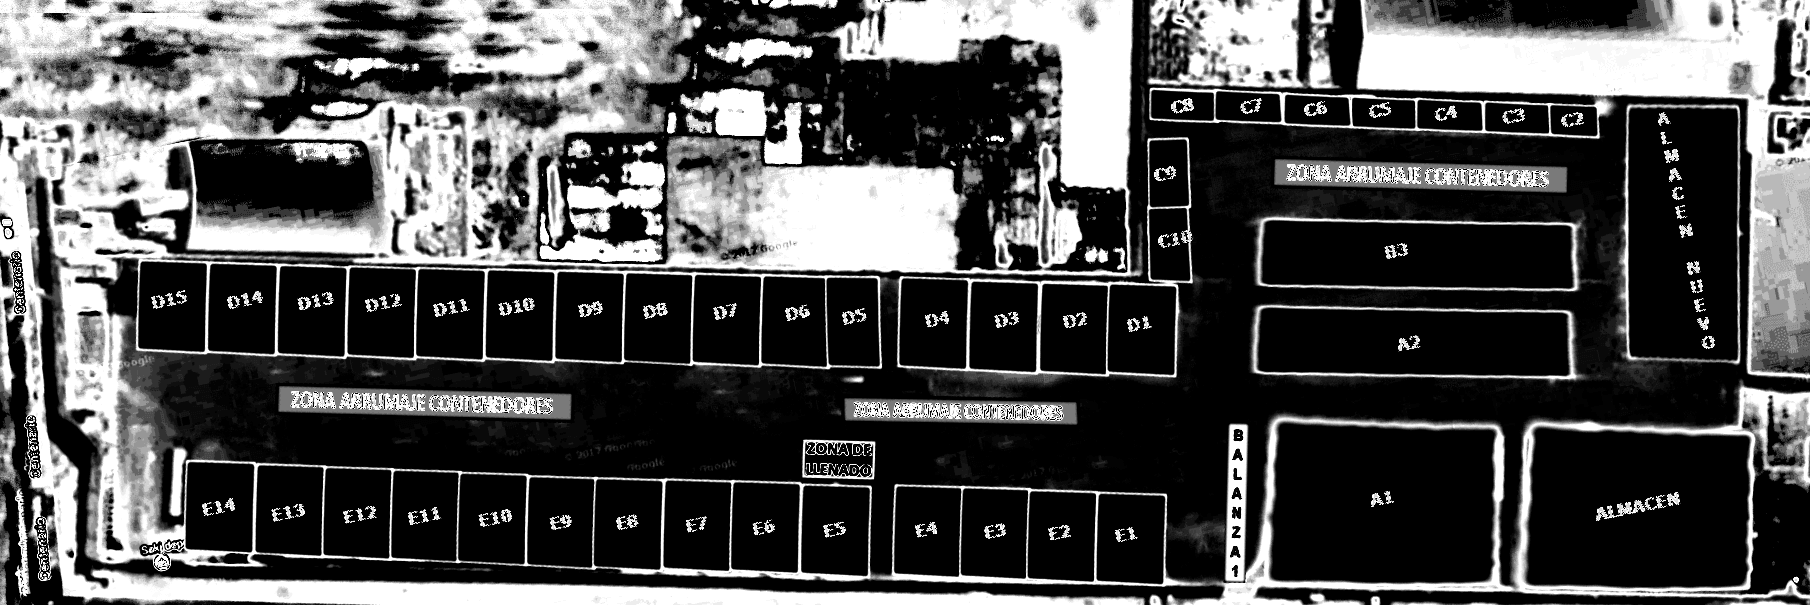 C8 C7 C6 C5 C4 C3 C2
ALMACEN NUEVO
C9
ZONA ARRUMAJE CONTENEDORES
C10
B3
© 2017 Google
D15 D14 D13 D12 D11 D10 D9 D8 D7 D6 D5 D4 D3 D2 D1
A2
ZONA ARRUMAJE CONTENEDORES
ZONA ARRUMAJE CONTENEDORES
ZONA DE
LLENADO
BALANZA 1
E14 E13 E12 E11 E10 E9 E8 E7 E6 E5 E4 E3 E2 E1
A1
ALMACEN
Centenario
Centenario
Centenario